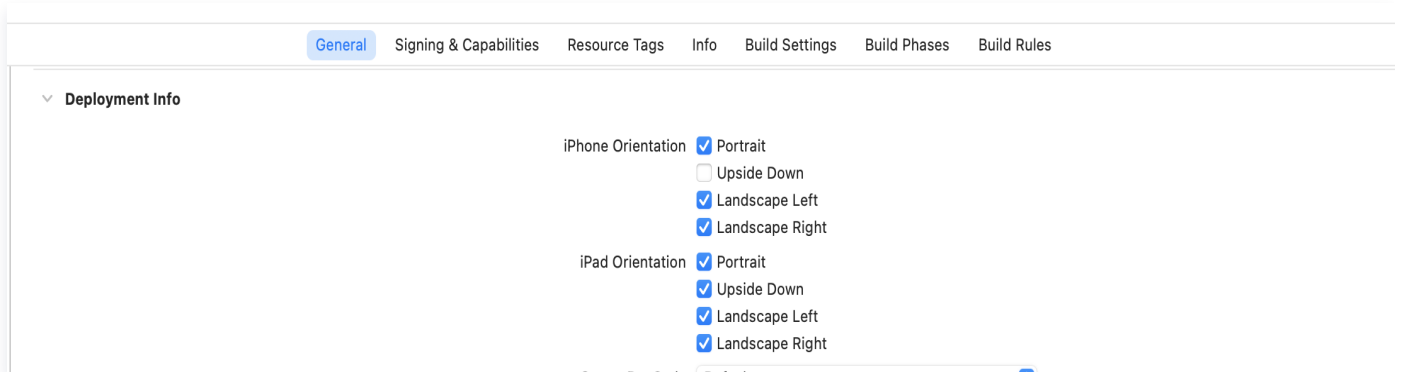 General Signing & Capabilities Resource Tags Info Build Settings Build Phases Build Rules
Deployment Info
iPhone Orientation Portrait
Upside Down
Landscape Left
Landscape Right
iPad Orientation Portrait
Upside Down
Landscape Left
Landscape Right